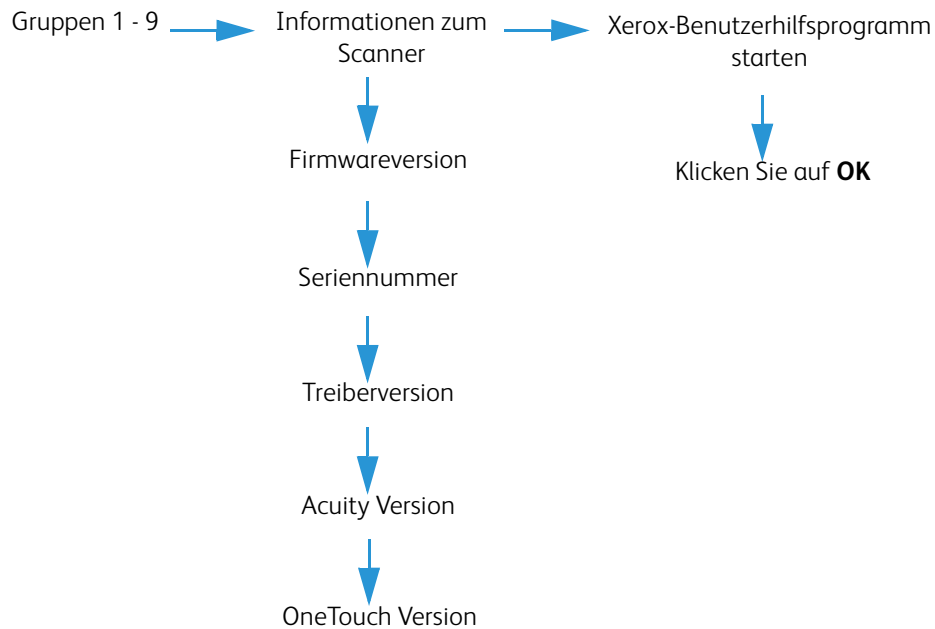 Gruppen 1 - 9
Informationen zum
Scanner
Xerox-Benutzerhilfsprogramm
starten
Firmwareversion
Klicken Sie auf OK
Seriennummer
Treiberversion
Acuity Version
OneTouch Version